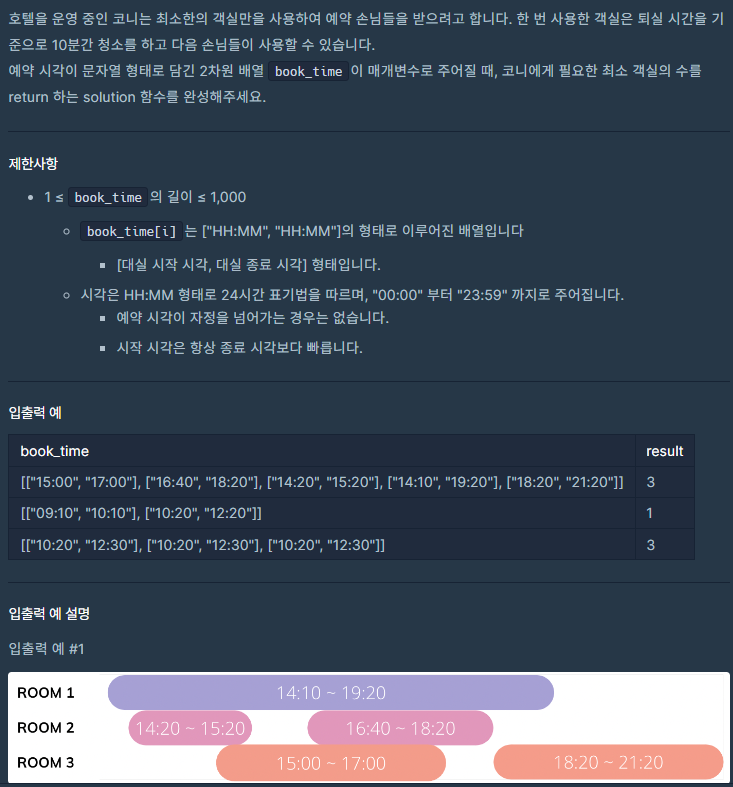 호텔을 운영 중인 코니는 최소한의 객실만을 사용하여 예약 손님들을 받으려고 합니다. 한 번 사용한 객실은 퇴실 시간을 기
준으로 10분간 청소를 하고 다음 손님들이 사용할 수 있습니다.
예약 시각이 문자열 형태로 담긴 2차원 배열 book_time 이 매개변수로 주어질 때, 코니에게 필요한 최소 객실의 수를
return 하는 solution 함수를 완성해주세요.
제한사항
• 1 ≤ book_time 의 길이 ≤ 1,000
◦ book_time[i] 는 ["HH:MM", "HH:MM"]의 형태로 이루어진 배열입니다
▪ [대실 시작 시각, 대실 종료 시각] 형태입니다.
◦ 시각은 HH:MM 형태로 24시간 표기법을 따르며, "00:00" 부터 "23:59" 까지로 주어집니다.
▪ 예약 시각이 자정을 넘어가는 경우는 없습니다.
▪ 시작 시각은 항상 종료 시각보다 빠릅니다.
입출력 예
book_time result
[["15:00", "17:00"], ["16:40", "18:20"], ["14:20", "15:20"], ["14:10", "19:20"], ["18:20", "21:20"]] 3
[["09:10", "10:10"], ["10:20", "12:20"]] 1
[["10:20", "12:30"], ["10:20", "12:30"], ["10:20", "12:30"]] 3
입출력 예 설명
입출력 예 #1
ROOM 1 14:10 ~ 19:20
ROOM 2 14:20 ~ 15:20 16:40 ~ 18:20
ROOM 3 15:00 ~ 17:00 18:20 ~ 21:20